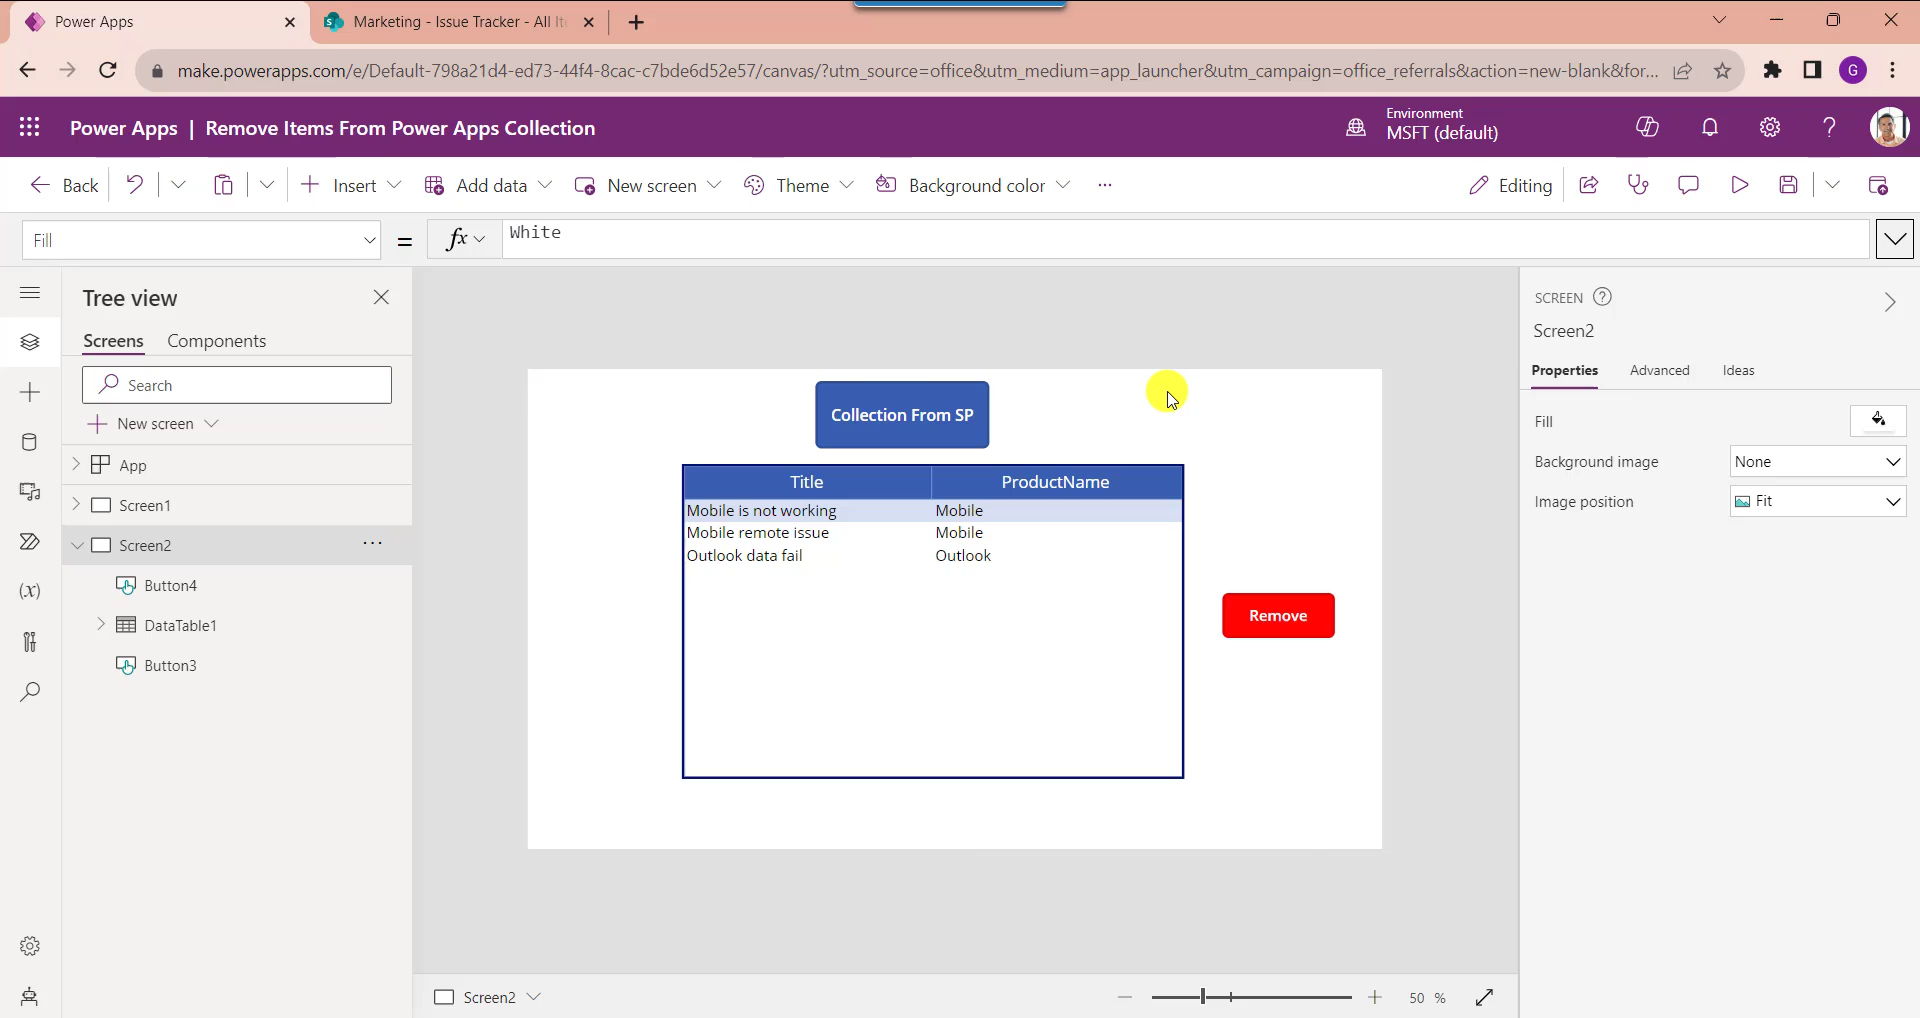 Power Apps
Marketing - Issue Tracker - All Ite
make.powerapps.com/e/Default-798a21d4-ed73-44f4-8cac-c7bde6d52e57/canvas/?utm_source=office&utm_medium=app_launcher&utm_campaign=office_referrals&action=new-blank&for...
G
Power Apps | Remove Items From Power Apps Collection
Environment
MSFT (default)
Back
Insert
Add data
New screen
Theme
Background color
...
Editing
Fill
=
fx
White
Tree view
Screens
Components
Search
New screen
App
Screen1
Screen2
...
Button4
DataTable1
Button3
Collection From SP
Title
ProductName
Mobile is not working
Mobile
Mobile remote issue
Mobile
Outlook data fail
Outlook
Remove
SCREEN
Screen2
Properties
Advanced
Ideas
Fill
Background image
None
Image position
Fit
Screen2
50 %